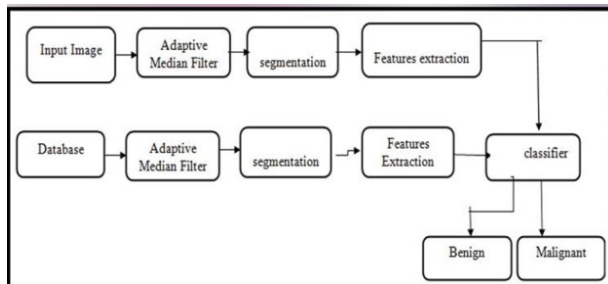 Input Image
Adaptive
Median Filter
segmentation
Features extraction
Database
Adaptive
Median Filter
segmentation
Features
Extraction
classifier
Benign
Malignant